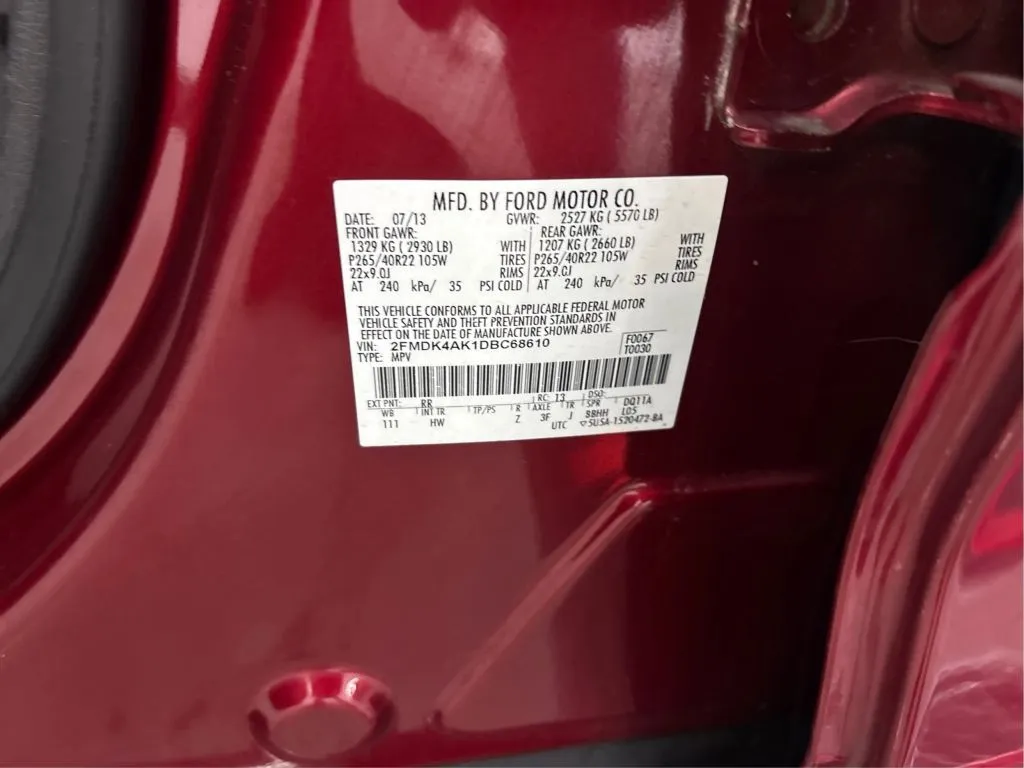 MFD. BY FORD MOTOR CO.
DATE: 07/13 GVWR: 2527 KG ( 5570 LB)
FRONT GAWR: REAR GAWR:
1329 KG ( 2930 LB) WITH 1207 KG ( 2660 LB) WITH
P265/40R22 105W TIRES P265/40R22 105W TIRES
22x9.0J RIMS 22x9.0J RIMS
AT 240 kPa/ 35 PSI COLD AT 240 kPa/ 35 PSI COLD
THIS VEHICLE CONFORMS TO ALL APPLICABLE FEDERAL MOTOR
VEHICLE SAFETY AND THEFT PREVENTION STANDARDS IN
EFFECT ON THE DATE OF MANUFACTURE SHOWN ABOVE.
VIN: 2FMDK4AK1DBC68610 F0067
TYPE: MPV T0030
EXT PNT: RR RC: 13 DSO:
WB INT TR TP/PS R AXLE TR SPR DQ11A
111 HW Z 3F J 88HH L05
UTC ▽5USA-1520472-BA